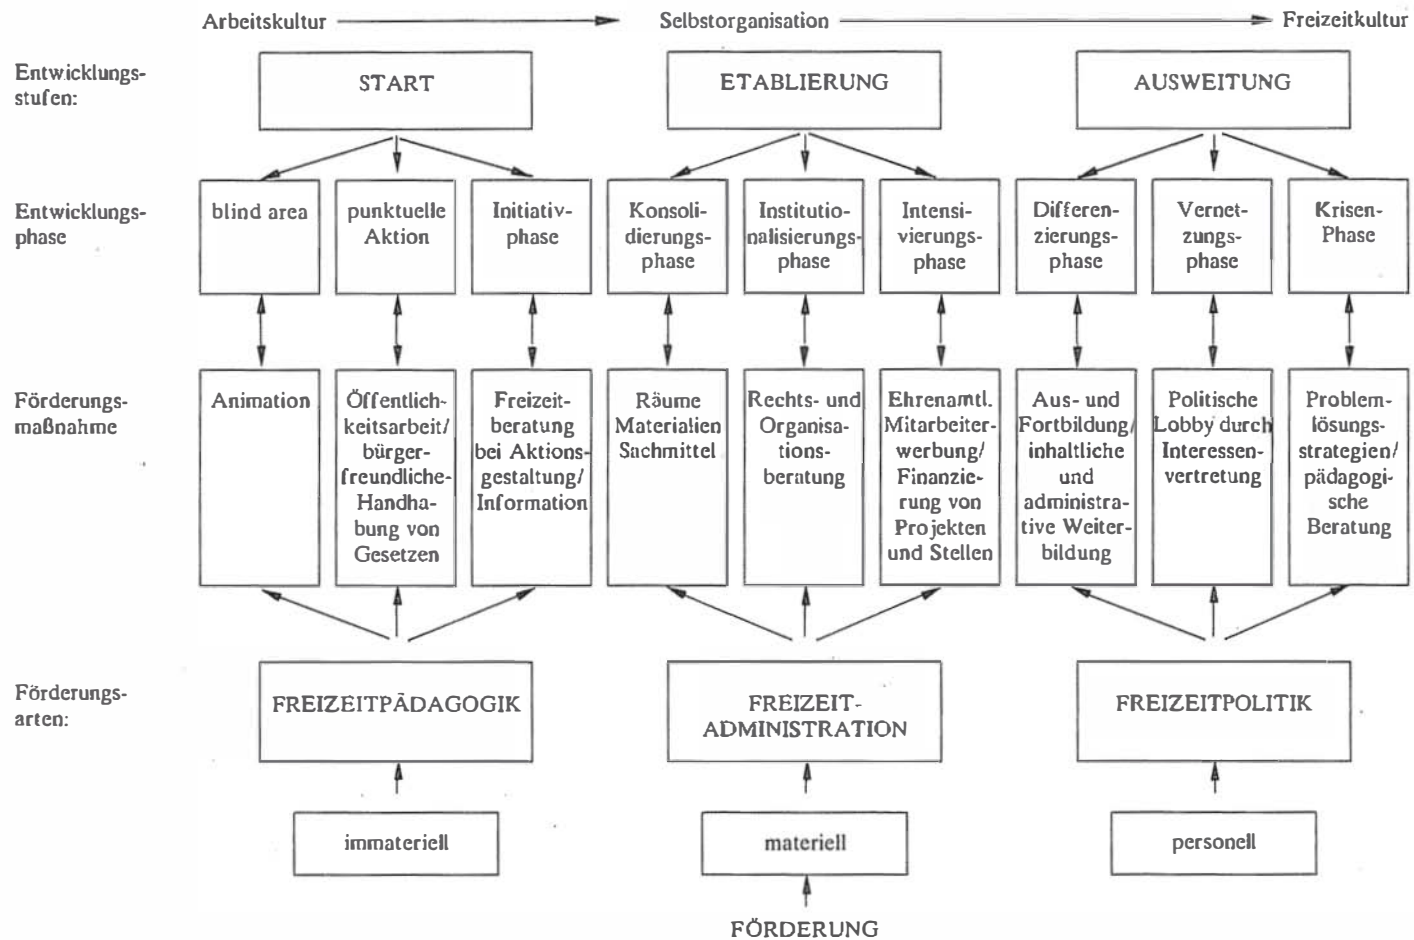 Arbeitskultur
Selbstorganisation
Freizeitkultur
Entwicklungs-
stufen:
START
ETABLIERUNG
AUSWEITUNG
Entwicklungs-
phase
blind area
punktuelle
Aktion
Initiativ-
phase
Konsoli-
dierungs-
phase
Institutio-
nalisierungs-
phase
Intensi-
vierungs-
phase
Differen-
zierungs-
phase
Vernet-
zungs-
phase
Krisen-
Phase
Förderungs-
maßnahme
Animation
Öffentlich-
keitsarbeit/
bürger-
freundliche-
Handha-
bung von
Gesetzen
Freizeit-
beratung
bei Aktions-
gestaltung/
Information
Räume
Materialien
Sachmittel
Rechts- und
Organisa-
tions-
beratung
Ehrenamtl.
Mitarbeiter-
werbung/
Finanzie-
rung von
Projekten
und Stellen
Aus- und
Fortbildung/
inhaltliche
und
administra-
tive Weiter-
bildung
Politische
Lobby durch
Interessen-
vertretung
Problem-
lösungs-
strategien/
pädagogi-
sche
Beratung
Förderungs-
arten:
FREIZEITPÄDAGOGIK
FREIZEIT-
ADMINISTRATION
FREIZEITPOLITIK
immateriell
materiell
personell
FÖRDERUNG